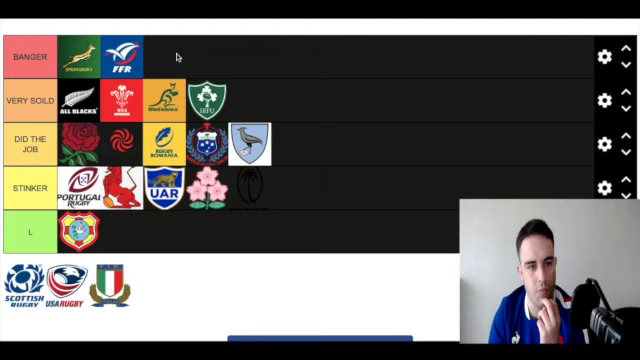 BANGER
SPRINGBOKS
FFR
VERY SOILD
ALL BLACKS
WRU
Wallabies
IRFU
DID THE
JOB
RUGBY
ROMANIA
STINKER
PORTUGAL
RUGBY
UAR
L
SCOTTISH
RUGBY
USA RUGBY